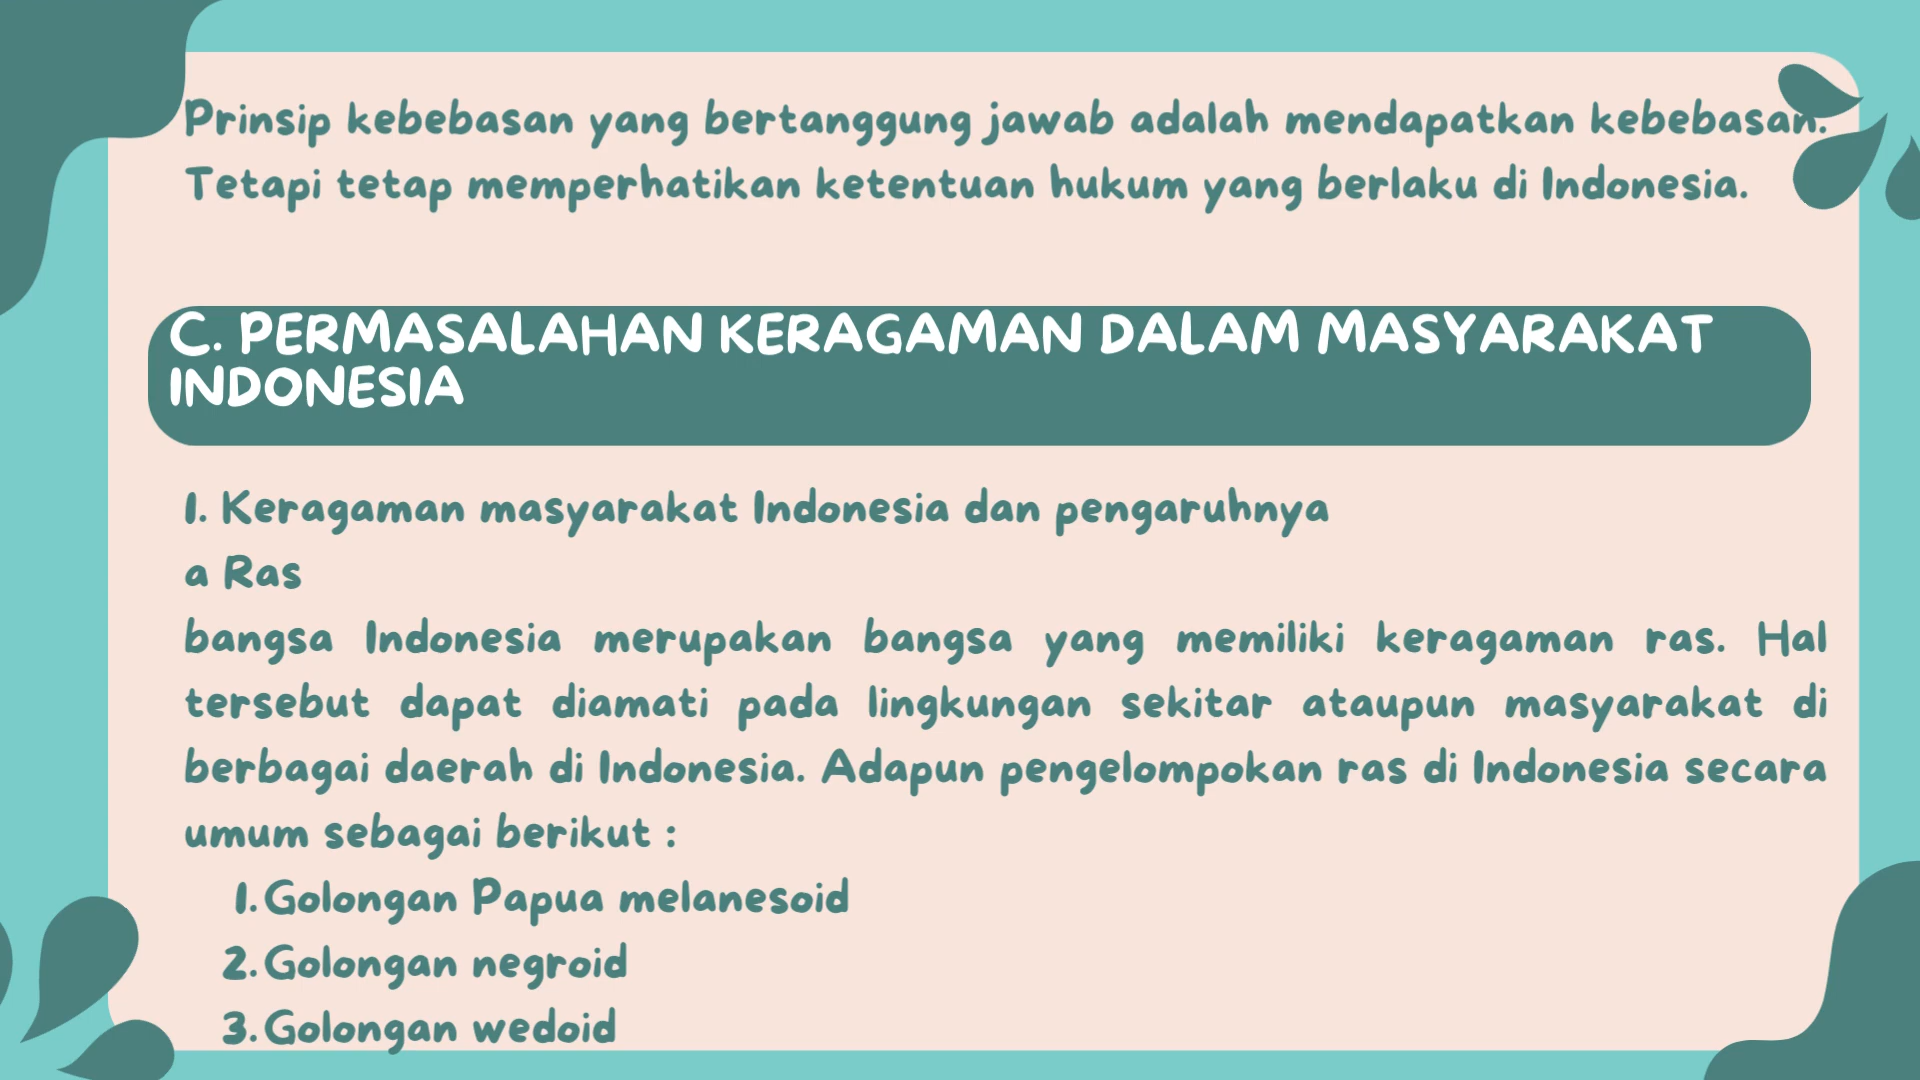 Prinsip kebebasan yang bertanggung jawab adalah mendapatkan kebebasan.
Tetapi tetap memperhatikan ketentuan hukum yang berlaku di Indonesia.
C. PERMASALAHAN KERAGAMAN DALAM MASYARAKAT
INDONESIA
1. Keragaman masyarakat Indonesia dan pengaruhnya
a Ras
bangsa Indonesia merupakan bangsa yang memiliki keragaman ras. Hal
tersebut dapat diamati pada lingkungan sekitar ataupun masyarakat di
berbagai daerah di Indonesia. Adapun pengelompokan ras di Indonesia secara
umum sebagai berikut :
1. Golongan Papua melanesoid
2. Golongan negroid
3. Golongan wedoid